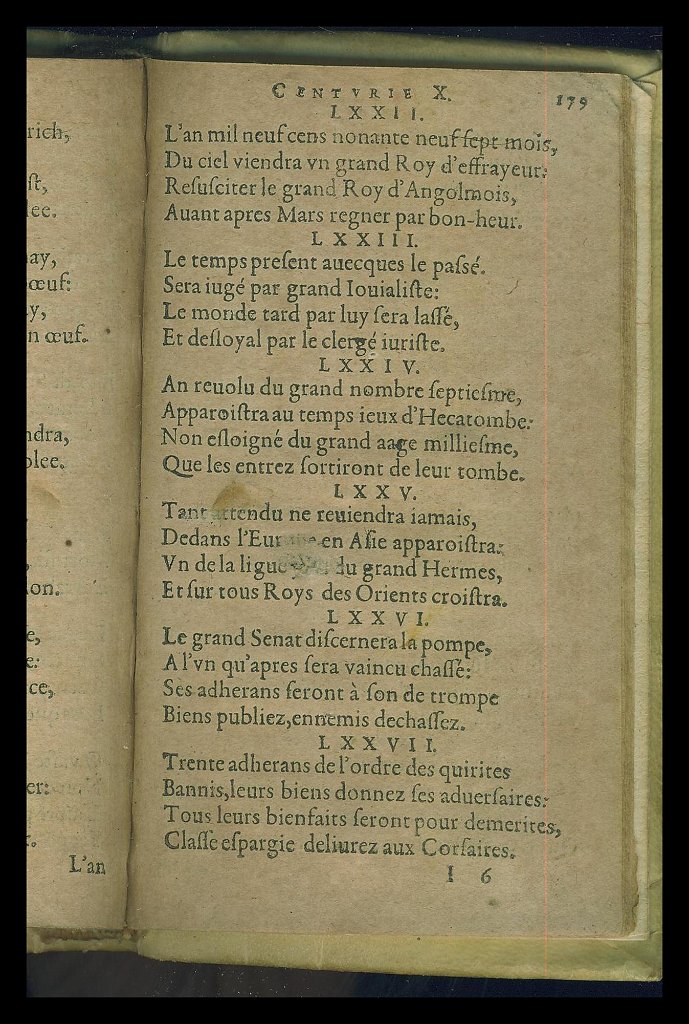 rich,
ſt,
ſee.
ay,
œuf:
y,
n œuf.
ndra,
olee.
ion.
e,
e:
ce,
er:
r.
L'an
CENTVRIE X.
179
LXXII.
L'an mil neuf cens nonante neuf ſept mois,
Du ciel viendra vn grand Roy d'effrayeur:
Reſuſciter le grand Roy d'Angolmois,
Auant apres Mars regner par bon-heur.
LXXIII.
Le temps preſent auecques le paſſé.
Sera iugé par grand Iouialiſte:
Le monde tard par luy ſera laſſé,
Et deſloyal par le clergé iuriſte.
LXXIV.
An reuolu du grand nombre ſeptieſme,
Apparoiſtra au temps ieux d'Hecatombe:
Non eſloigné du grand aage millieſme,
Que les entrez ſortiront de leur tombe.
LXXV.
Tant attendu ne reuiendra iamais,
Dedans l'Eur en Aſie apparoiſtra:
Vn de la ligue du grand Hermes,
Et ſur tous Roys des Orients croiſtra.
LXXVI.
Le grand Senat diſcernera la pompe,
A l'vn qu'apres ſera vaincu chaſſé:
Ses adherans ſeront à ſon de trompe
Biens publiez, ennemis dechaſſez.
LXXVII.
Trente adherans de l'ordre des quirites
Bannis, leurs biens donnez ſes aduerſaires:
Tous leurs bienfaits ſeront pour demerites,
Claſſe eſpargie deliurez aux Corſaires.
I 6